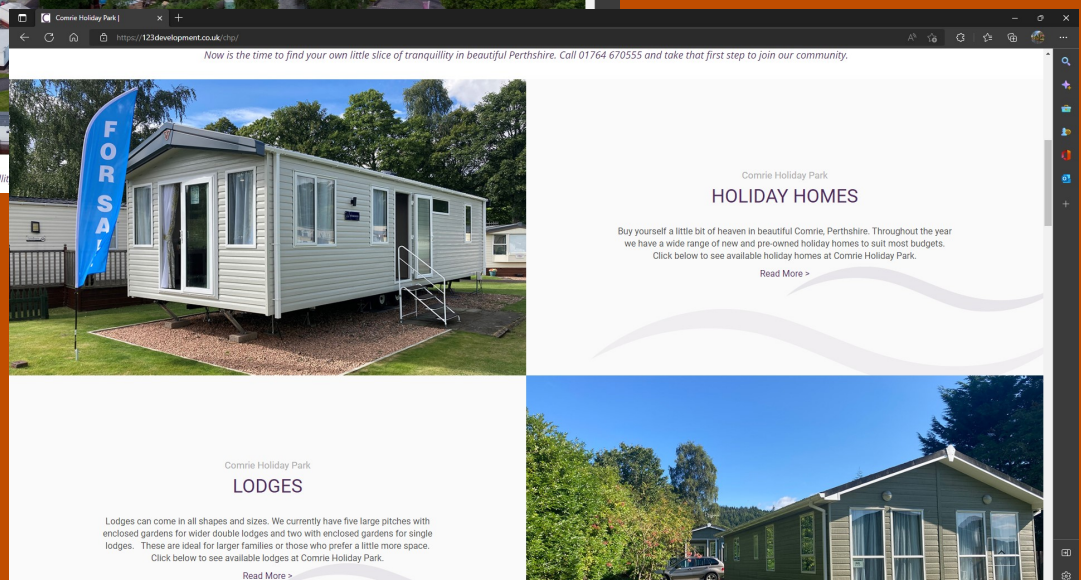 Comrie Holiday Park |
https://123development.co.uk/chp/
Now is the time to find your own little slice of tranquillity in beautiful Perthshire. Call 01764 670555 and take that first step to join our community.
FOR SA
Comrie Holiday Park
HOLIDAY HOMES
Buy yourself a little bit of heaven in beautiful Comrie, Perthshire. Throughout the year
we have a wide range of new and pre-owned holiday homes to suit most budgets.
Click below to see available holiday homes at Comrie Holiday Park.
Read More >
Comrie Holiday Park
LODGES
Lodges can come in all shapes and sizes. We currently have five large pitches with
enclosed gardens for wider double lodges and two with enclosed gardens for single
lodges. These are ideal for larger families or those who prefer a little more space.
Click below to see available lodges at Comrie Holiday Park.
Read More >